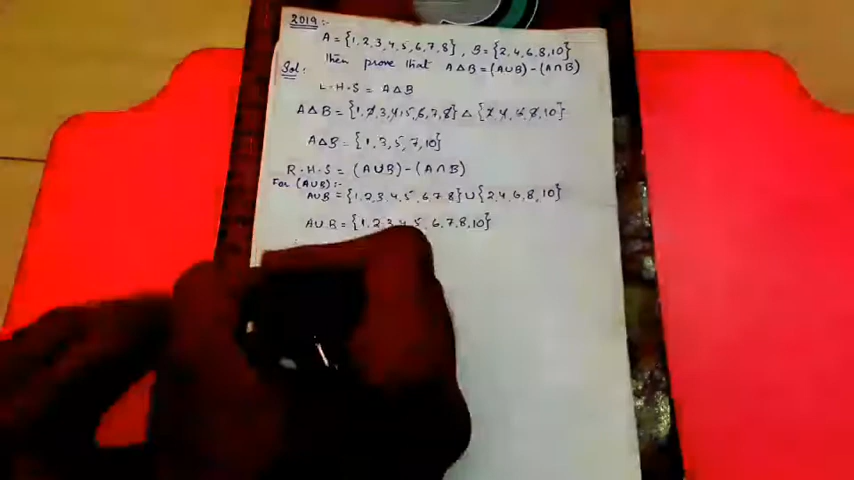 2019:-
A = {1,2,3,4,5,6,7,8}, B = {2,4,6,8,10}
Then prove that A∆B = (A∪B) - (A∩B)
Sol:
L.H.S = A∆B
A∆B = {1,2,3,4,5,6,7,8} ∆ {2,4,6,8,10}
A∆B = {1,3,5,7,10}
R.H.S = (A∪B) - (A∩B)
For (A∪B):-
A∪B = {1,2,3,4,5,6,7,8} ∪ {2,4,6,8,10}
A∪B = {1,2,3,4,5,6,7,8,10}